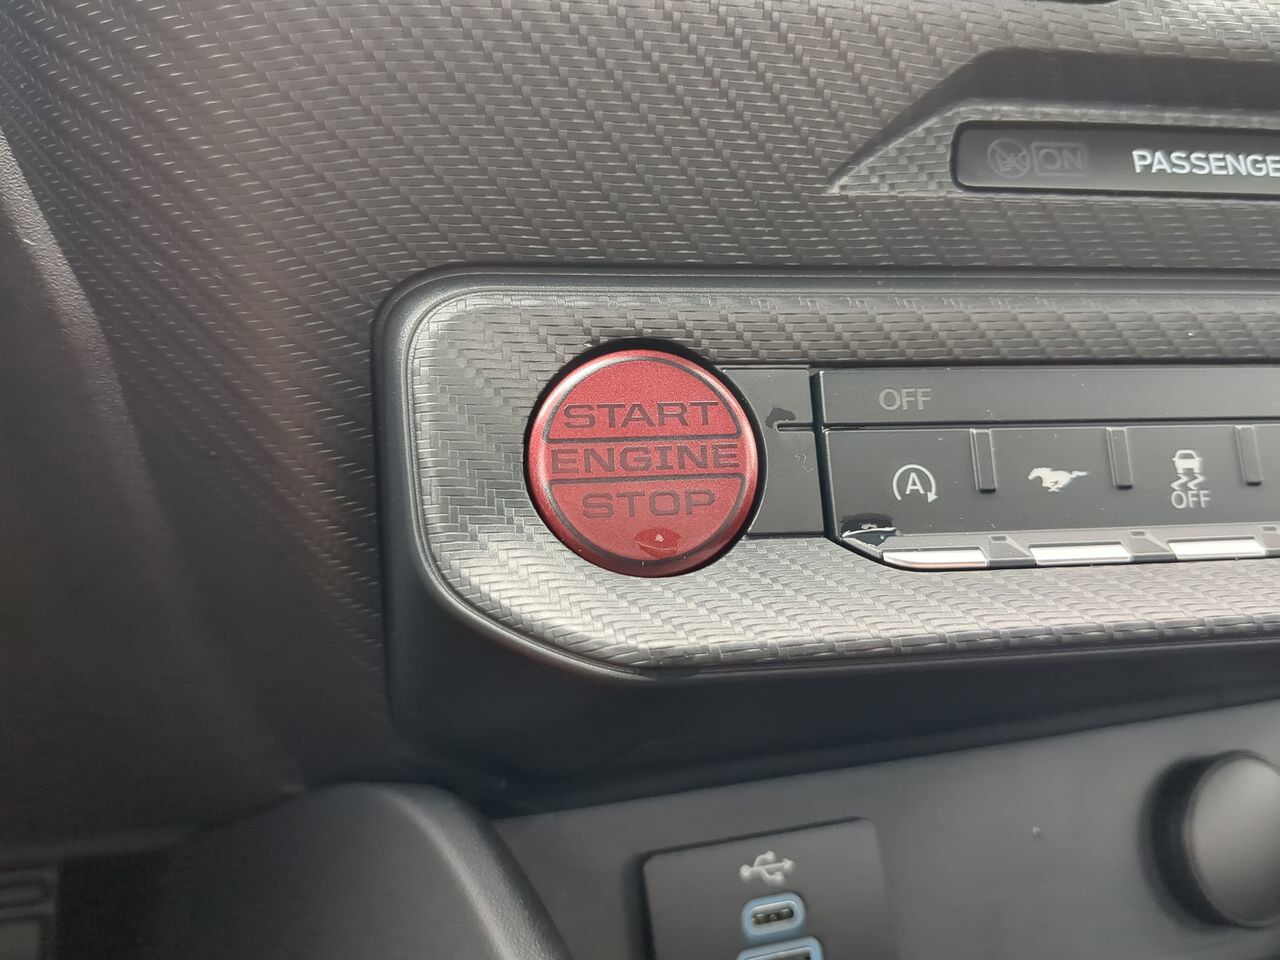 ON
PASSENGE
START
ENGINE
STOP
OFF
A
OFF